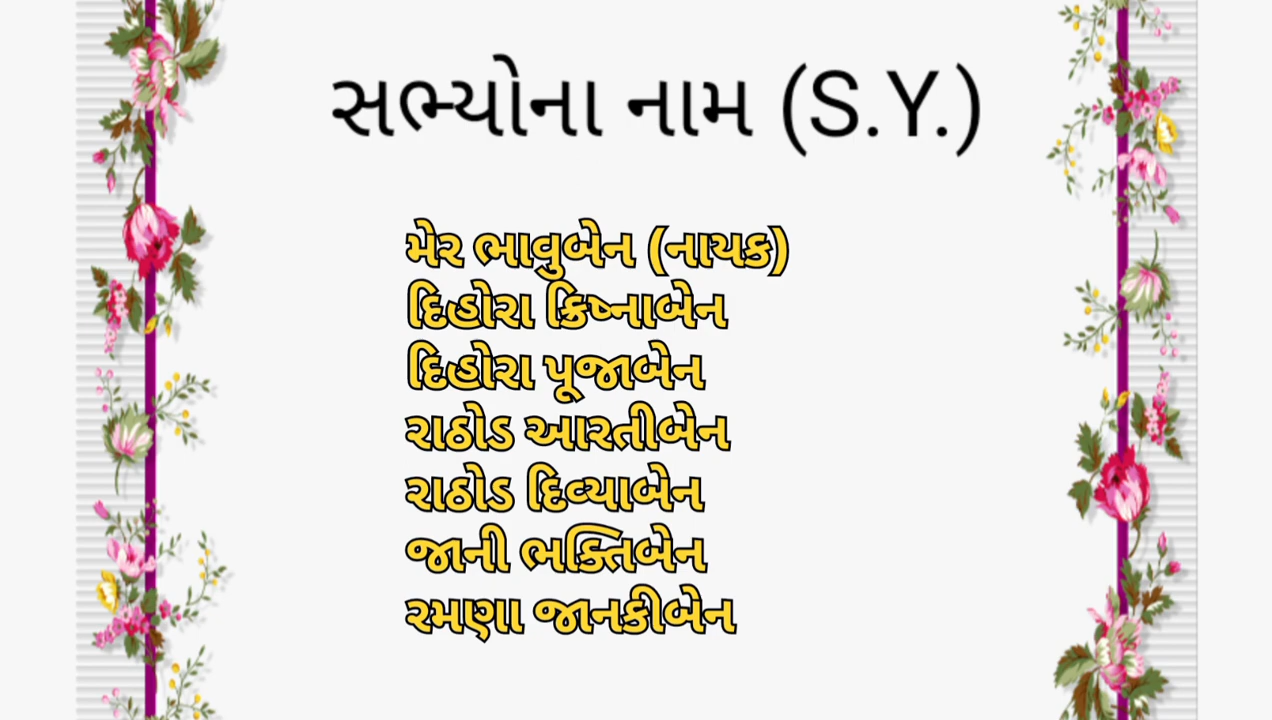 સભ્યોના નામ (S.Y.)
મેર ભાવુબેન (નાયક)
દિહોરા ક્રિષ્નાબેન
દિહોરા પૂજાબેન
રાઠોડ આરતીબેન
રાઠોડ દિવ્યાબેન
જાની ભક્તિબેન
રમણા જાનકીબેન